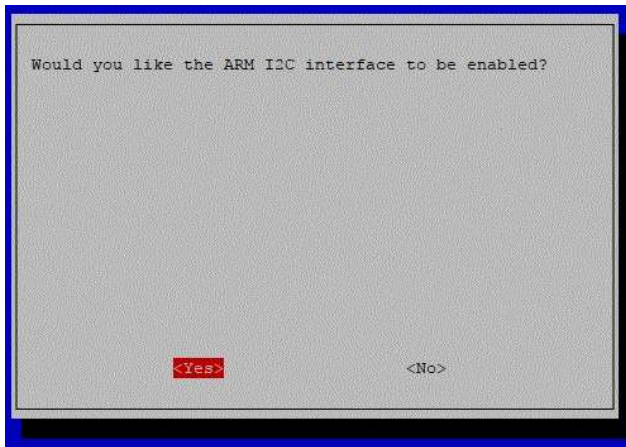 Would you like the ARM I2C interface to be enabled?
<Yes> <No>